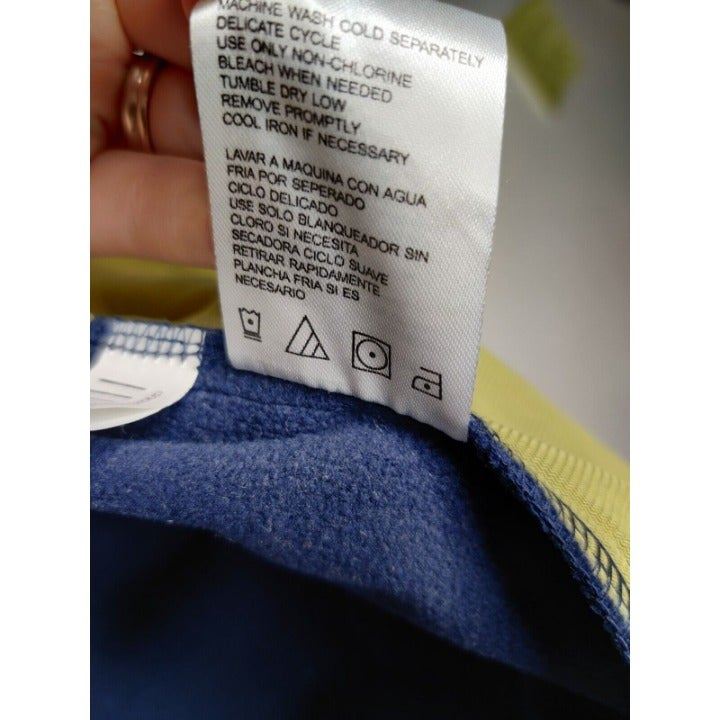 MACHINE WASH COLD SEPARATELY
DELICATE CYCLE
USE ONLY NON-CHLORINE
BLEACH WHEN NEEDED
TUMBLE DRY LOW
REMOVE PROMPTLY
COOL IRON IF NECESSARY
LAVAR A MAQUINA CON AGUA
FRIA POR SEPERADO
CICLO DELICADO
USE SOLO BLANQUEADOR SIN
CLORO SI NECESITA
SECADORA CICLO SUAVE
RETIRAR RAPIDAMENTE
PLANCHA FRIA SI ES
NECESARIO